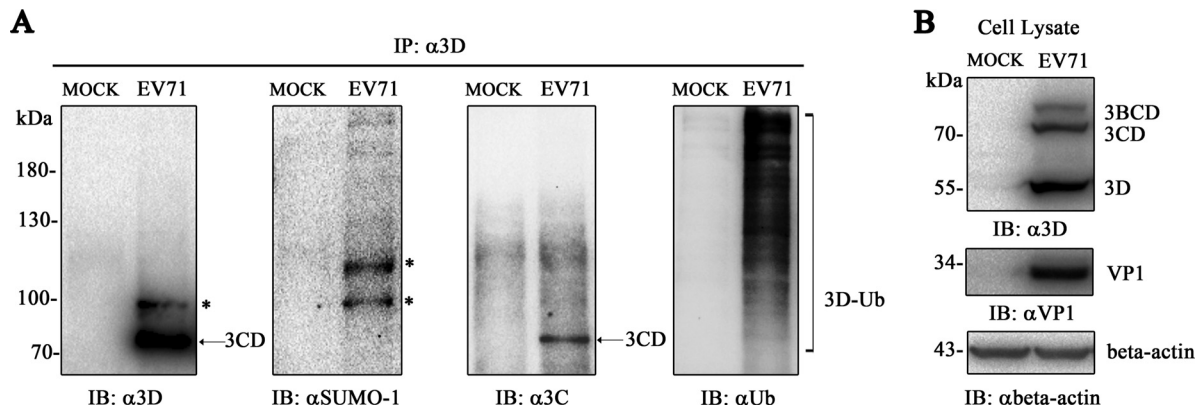 A
IP: α3D
MOCK EV71 MOCK EV71 MOCK EV71 MOCK EV71
kDa
180-
130-
100-
70-
*
3CD
*
*
3CD
3D-Ub
IB: α3D IB: αSUMO-1 IB: α3C IB: αUb
B
Cell Lysate
MOCK EV71
kDa
3BCD
70- 3CD
55- 3D
IB: α3D
34- VP1
IB: αVP1
43- beta-actin
IB: αbeta-actin